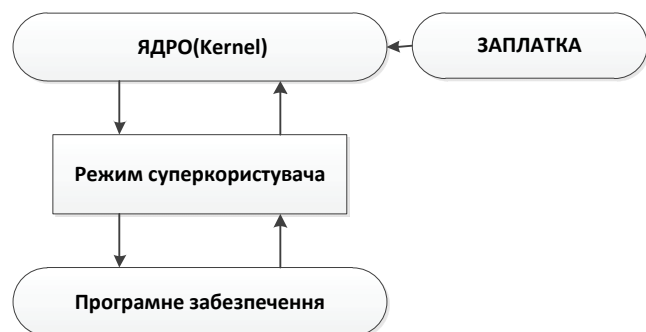 ЯДРО(Kernel)
ЗАПЛАТКА
Режим суперкористувача
Програмне забезпечення